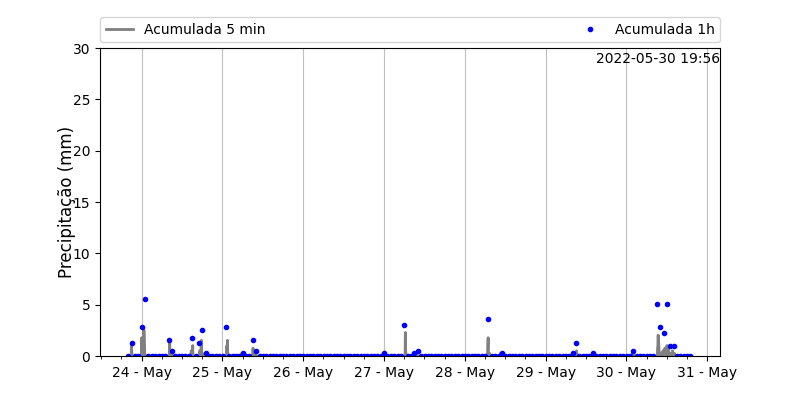 Acumulada 5 min
Acumulada 1h
2022-05-30 19:56
Precipitação (mm)
30
25
20
15
10
5
0
24 - May
25 - May
26 - May
27 - May
28 - May
29 - May
30 - May
31 - May